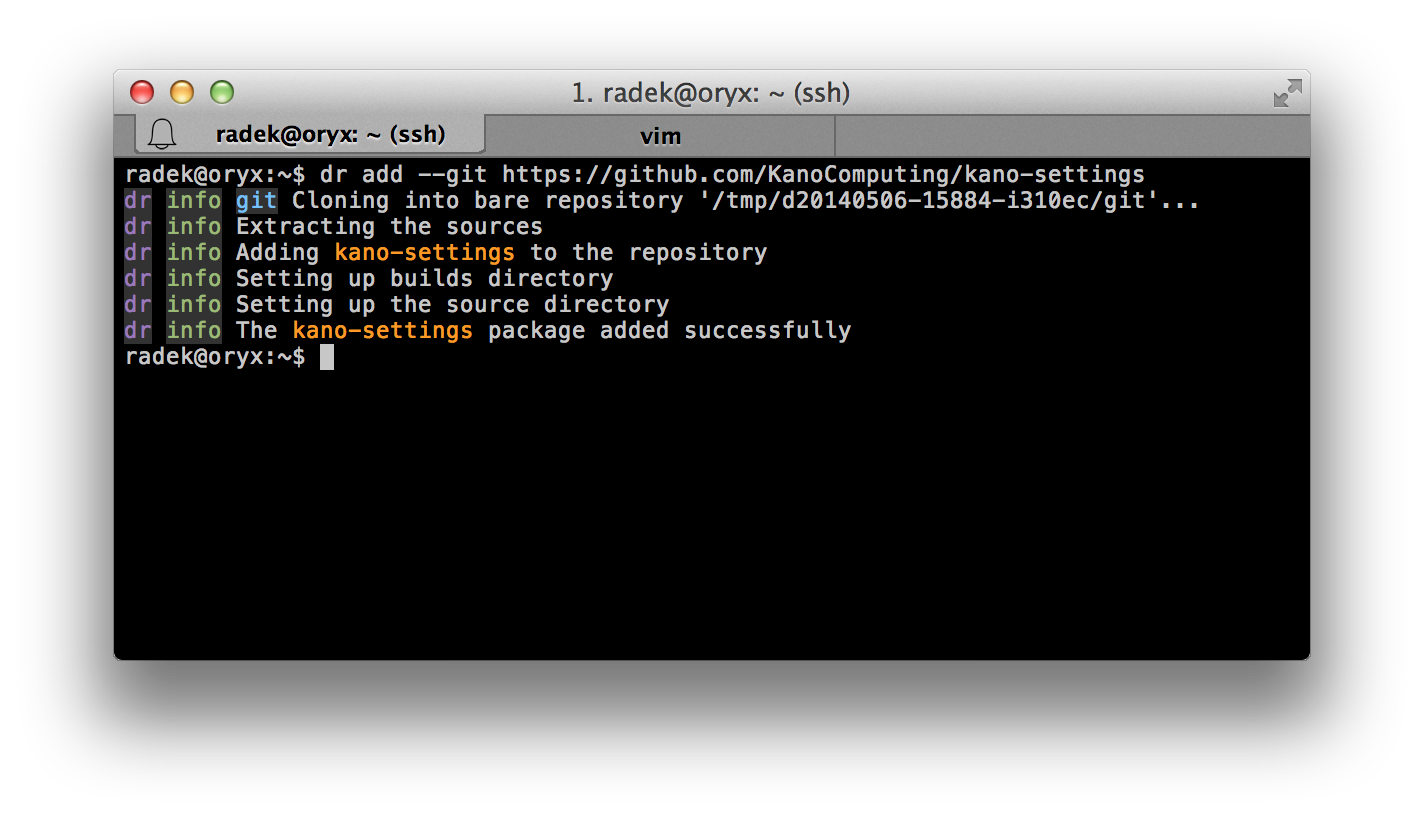 1. radek@oryx: ~ (ssh)
radek@oryx: ~ (ssh)
vim
radek@oryx:~$ dr add --git https://github.com/KanoComputing/kano-settings
dr info git Cloning into bare repository '/tmp/d20140506-15884-i310ec/git'...
dr info Extracting the sources
dr info Adding kano-settings to the repository
dr info Setting up builds directory
dr info Setting up the source directory
dr info The kano-settings package added successfully
radek@oryx:~$